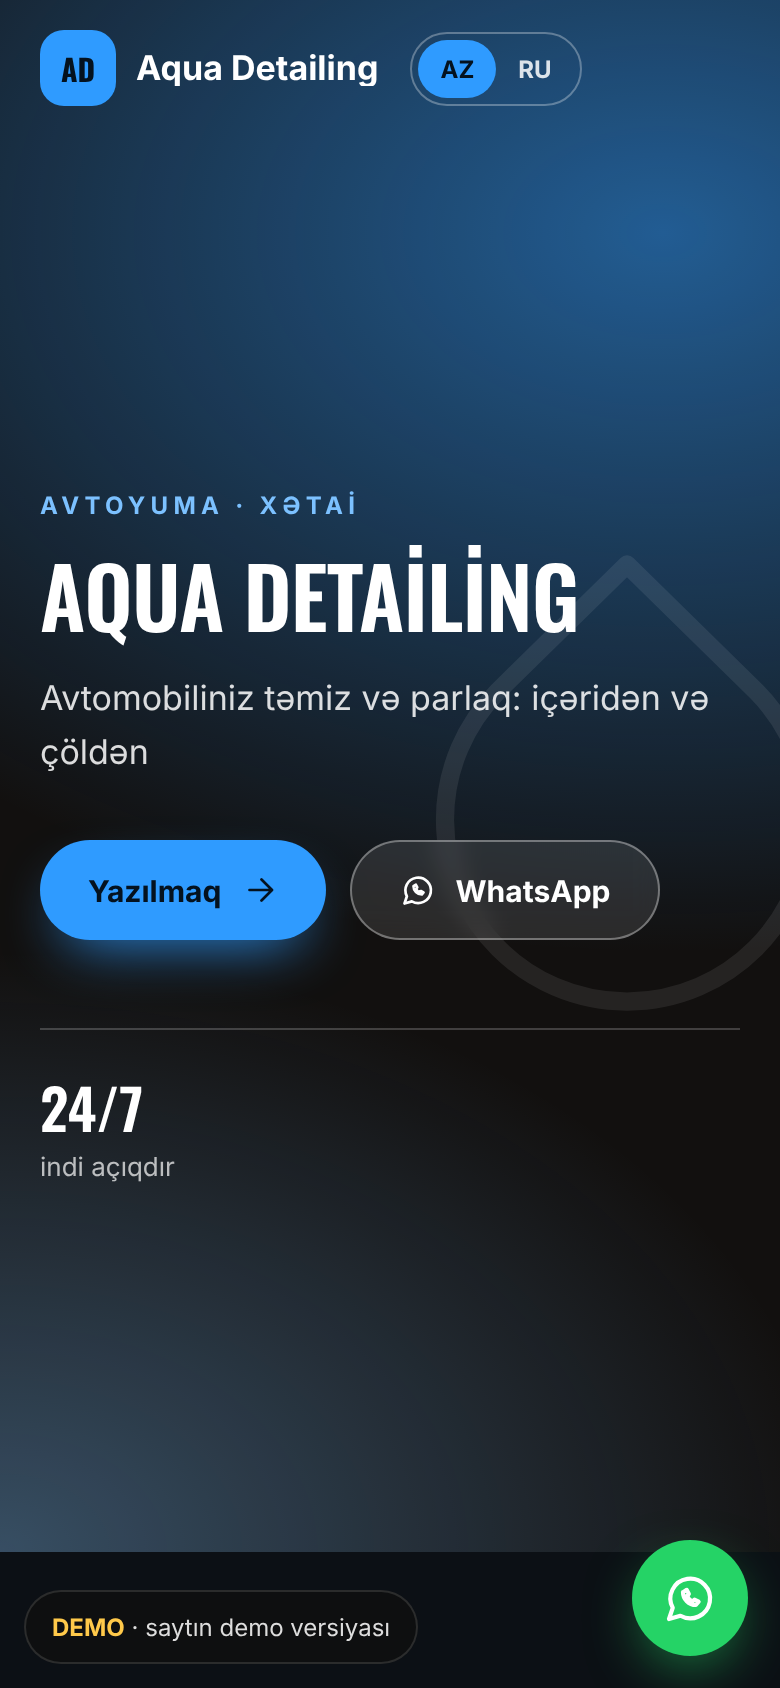 AD
Aqua Detailing
AZ RU
AVTOYUMA · XƏTAİ
AQUA DETAİLİNG
Avtomobiliniz təmiz və parlaq: içəridən və
çöldən
Yazılmaq → WhatsApp
24/7
indi açıqdır
DEMO · saytın demo versiyası